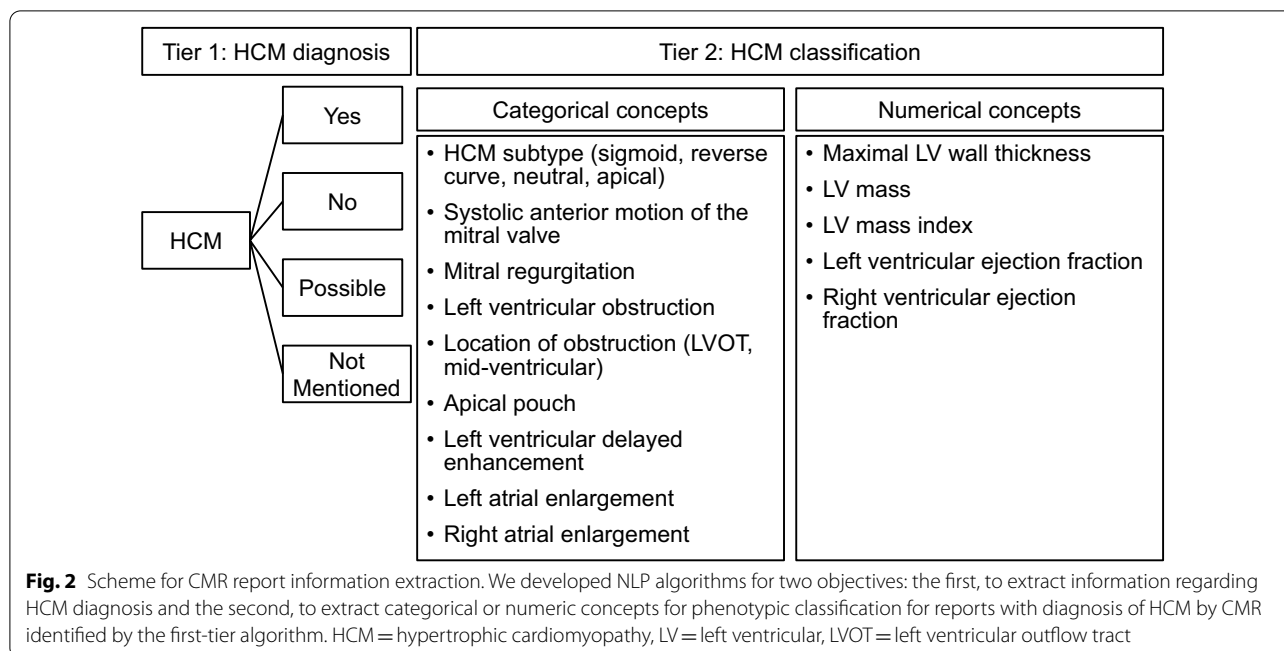 Tier 1: HCM diagnosis
Tier 2: HCM classification
HCM
Yes
No
Possible
Not
Mentioned
Categorical concepts
• HCM subtype (sigmoid, reverse
curve, neutral, apical)
• Systolic anterior motion of the
mitral valve
• Mitral regurgitation
• Left ventricular obstruction
• Location of obstruction (LVOT,
mid-ventricular)
• Apical pouch
• Left ventricular delayed
enhancement
• Left atrial enlargement
• Right atrial enlargement
Numerical concepts
• Maximal LV wall thickness
• LV mass
• LV mass index
• Left ventricular ejection fraction
• Right ventricular ejection
fraction
Fig. 2 Scheme for CMR report information extraction. We developed NLP algorithms for two objectives: the first, to extract information regarding
HCM diagnosis and the second, to extract categorical or numeric concepts for phenotypic classification for reports with diagnosis of HCM by CMR
identified by the first-tier algorithm. HCM = hypertrophic cardiomyopathy, LV = left ventricular, LVOT = left ventricular outflow tract